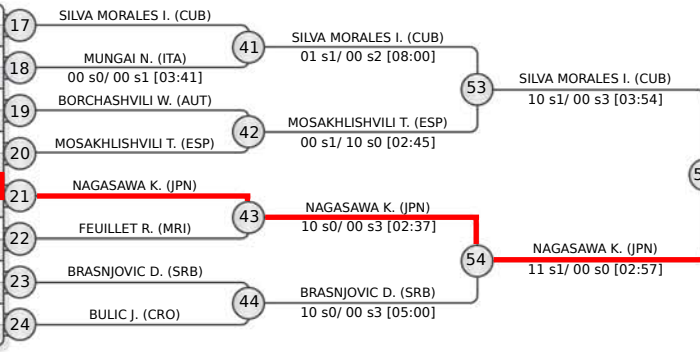 17
SILVA MORALES I. (CUB)
18
MUNGAI N. (ITA)
00 s0/ 00 s1 [03:41]
19
BORCHASHVILI W. (AUT)
20
MOSAKHLISHVILI T. (ESP)
21
NAGASAWA K. (JPN)
22
FEUILLET R. (MRI)
23
BRASNJOVIC D. (SRB)
24
BULIC J. (CRO)
41
SILVA MORALES I. (CUB)
01 s1/ 00 s2 [08:00]
42
MOSAKHLISHVILI T. (ESP)
00 s1/ 10 s0 [02:45]
43
NAGASAWA K. (JPN)
10 s0/ 00 s3 [02:37]
44
BRASNJOVIC D. (SRB)
10 s0/ 00 s3 [05:00]
53
SILVA MORALES I. (CUB)
10 s1/ 00 s3 [03:54]
54
NAGASAWA K. (JPN)
11 s1/ 00 s0 [02:57]